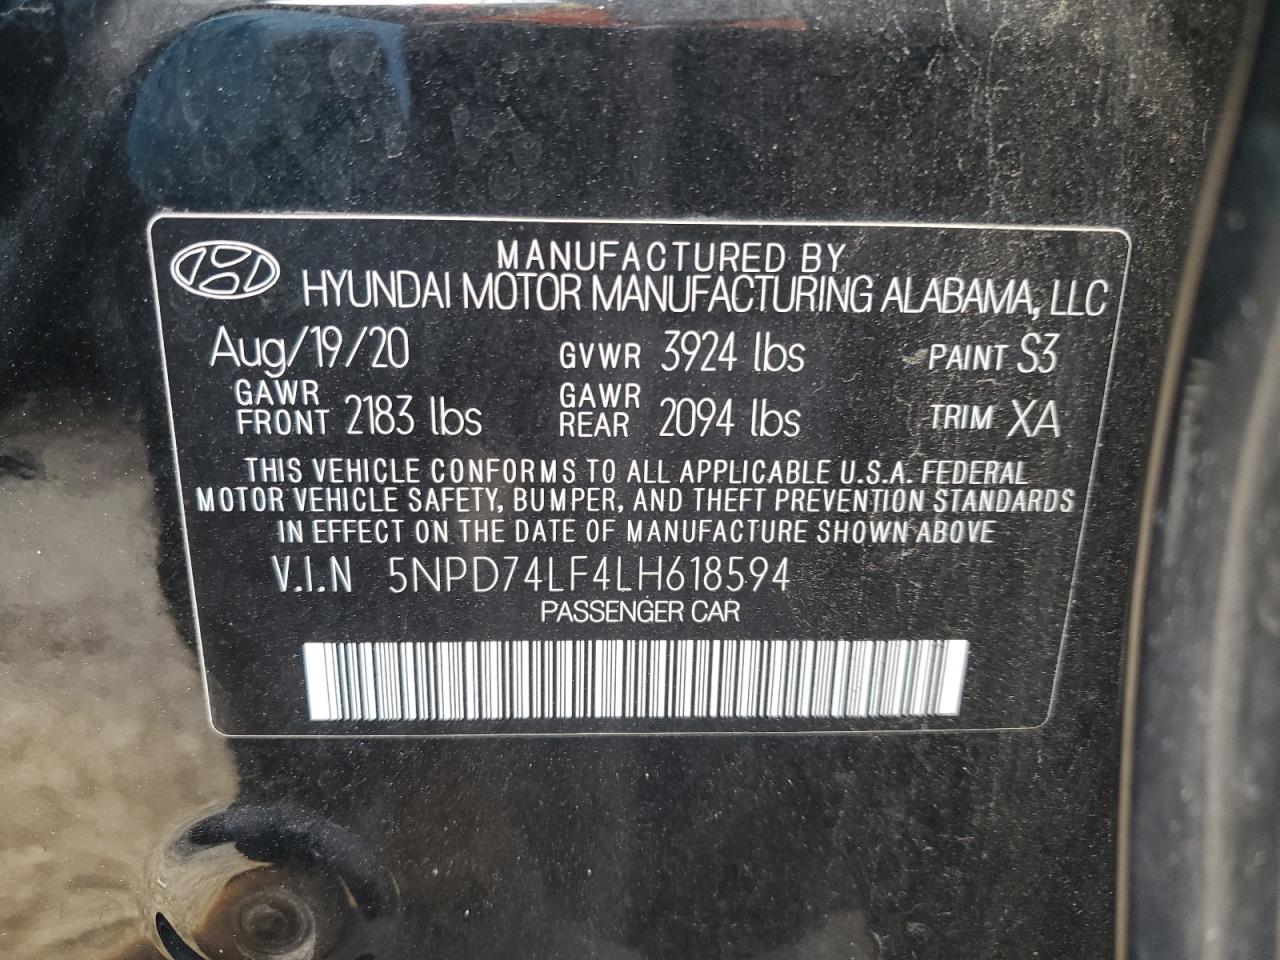 MANUFACTURED BY
HYUNDAI MOTOR MANUFACTURING ALABAMA, LLC
Aug/19/20 GVWR 3924 lbs PAINT S3
GAWR FRONT 2183 lbs GAWR REAR 2094 lbs TRIM XA
THIS VEHICLE CONFORMS TO ALL APPLICABLE U.S.A. FEDERAL
MOTOR VEHICLE SAFETY, BUMPER, AND THEFT PREVENTION STANDARDS
IN EFFECT ON THE DATE OF MANUFACTURE SHOWN ABOVE
V.I.N 5NPD74LF4LH618594
PASSENGER CAR